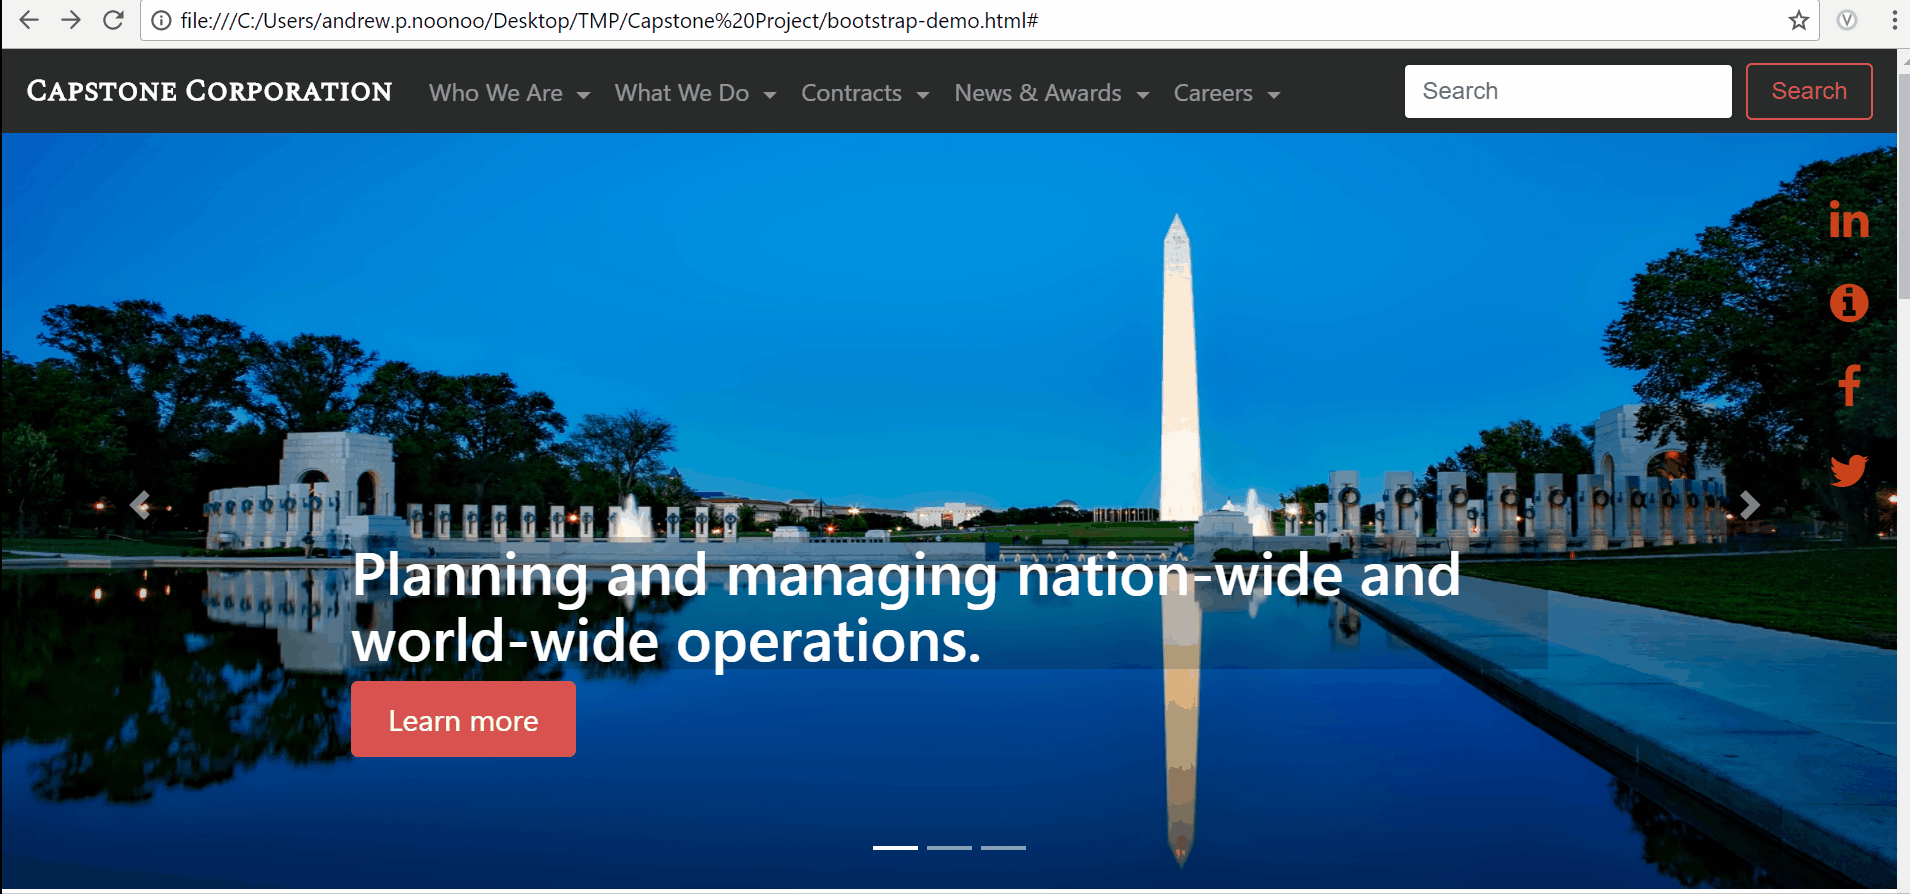 file:///C:/Users/andrew.p.noonoo/Desktop/TMP/Capstone%20Project/bootstrap-demo.html#
CAPSTONE CORPORATION Who We Are What We Do Contracts News & Awards Careers Search Search
in
f
Planning and managing nation-wide and
world-wide operations.
Learn more